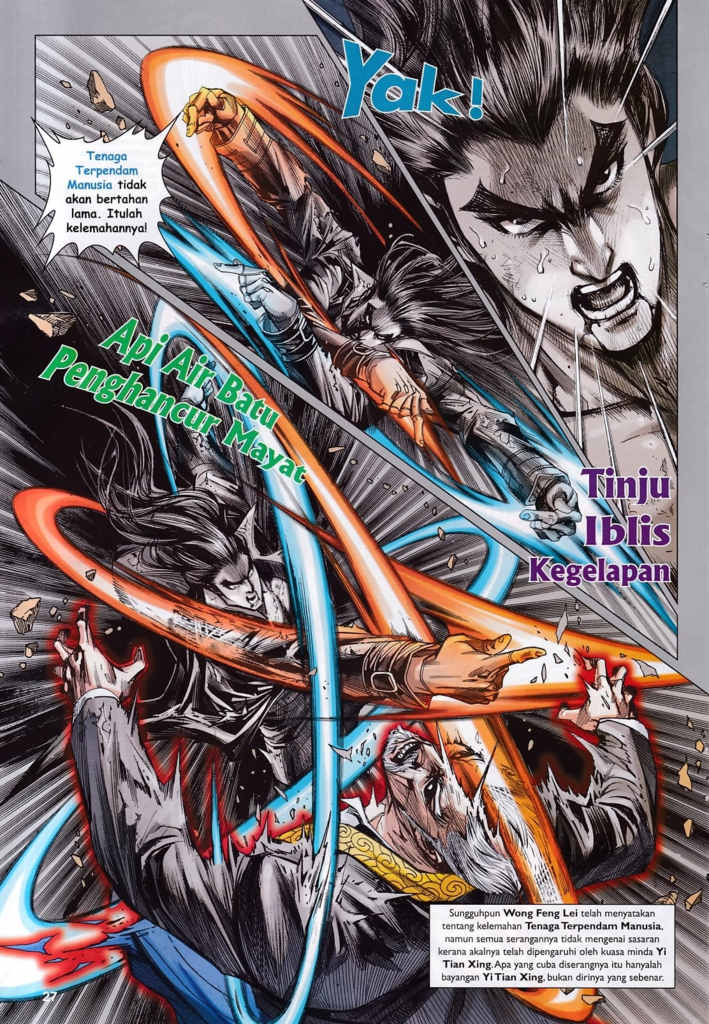 Yak!
Tenaga
Terpendam
Manusia tidak
akan bertahan
lama. Itulah
kelemahannya!
Api Air Batu
Penghancur Mayat
Tinju
Iblis
Kegelapan
Sungguhpun Wong Feng Lei telah menyatakan
tentang kelemahan Tenaga Terpendam Manusia,
namun semua serangannya tidak mengenai sasaran
kerana akalnya telah dipengaruhi oleh kuasa minda Yi
Tian Xing. Apa yang cuba diserangnya itu hanyalah
bayangan Yi Tian Xing, bukan dirinya yang sebenar.
27